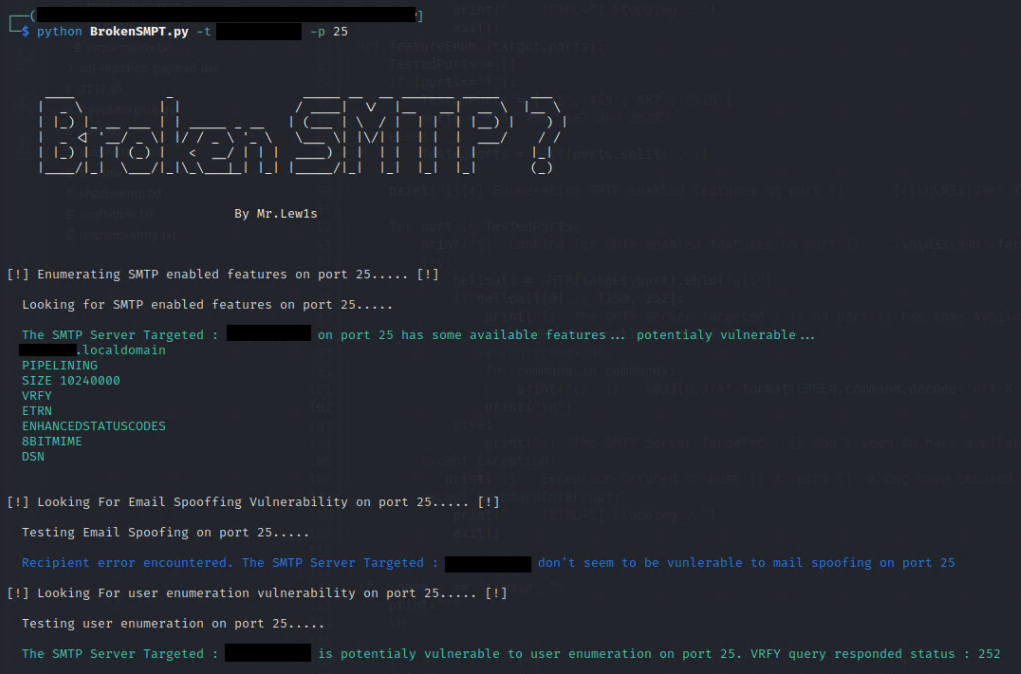 $ python BrokenSMPT.py -t -p 25
BrokenSMTP?
By Mr.Lew1s
[!] Enumerating SMTP enabled features on port 25..... [!]
Looking for SMTP enabled features on port 25.....
The SMTP Server Targeted : on port 25 has some available features... potentialy vulnerable...
.localdomain
PIPELINING
SIZE 10240000
VRFY
ETRN
ENHANCEDSTATUSCODES
8BITMIME
DSN
[!] Looking For Email Spooffing Vulnerability on port 25..... [!]
Testing Email Spoofing on port 25.....
Recipient error encountered. The SMTP Server Targeted : don't seem to be vunlerable to mail spoofing on port 25
[!] Looking For user enumeration vulnerability on port 25..... [!]
Testing user enumeration on port 25.....
The SMTP Server Targeted : is potentialy vulnerable to user enumeration on port 25. VRFY query responded status : 252